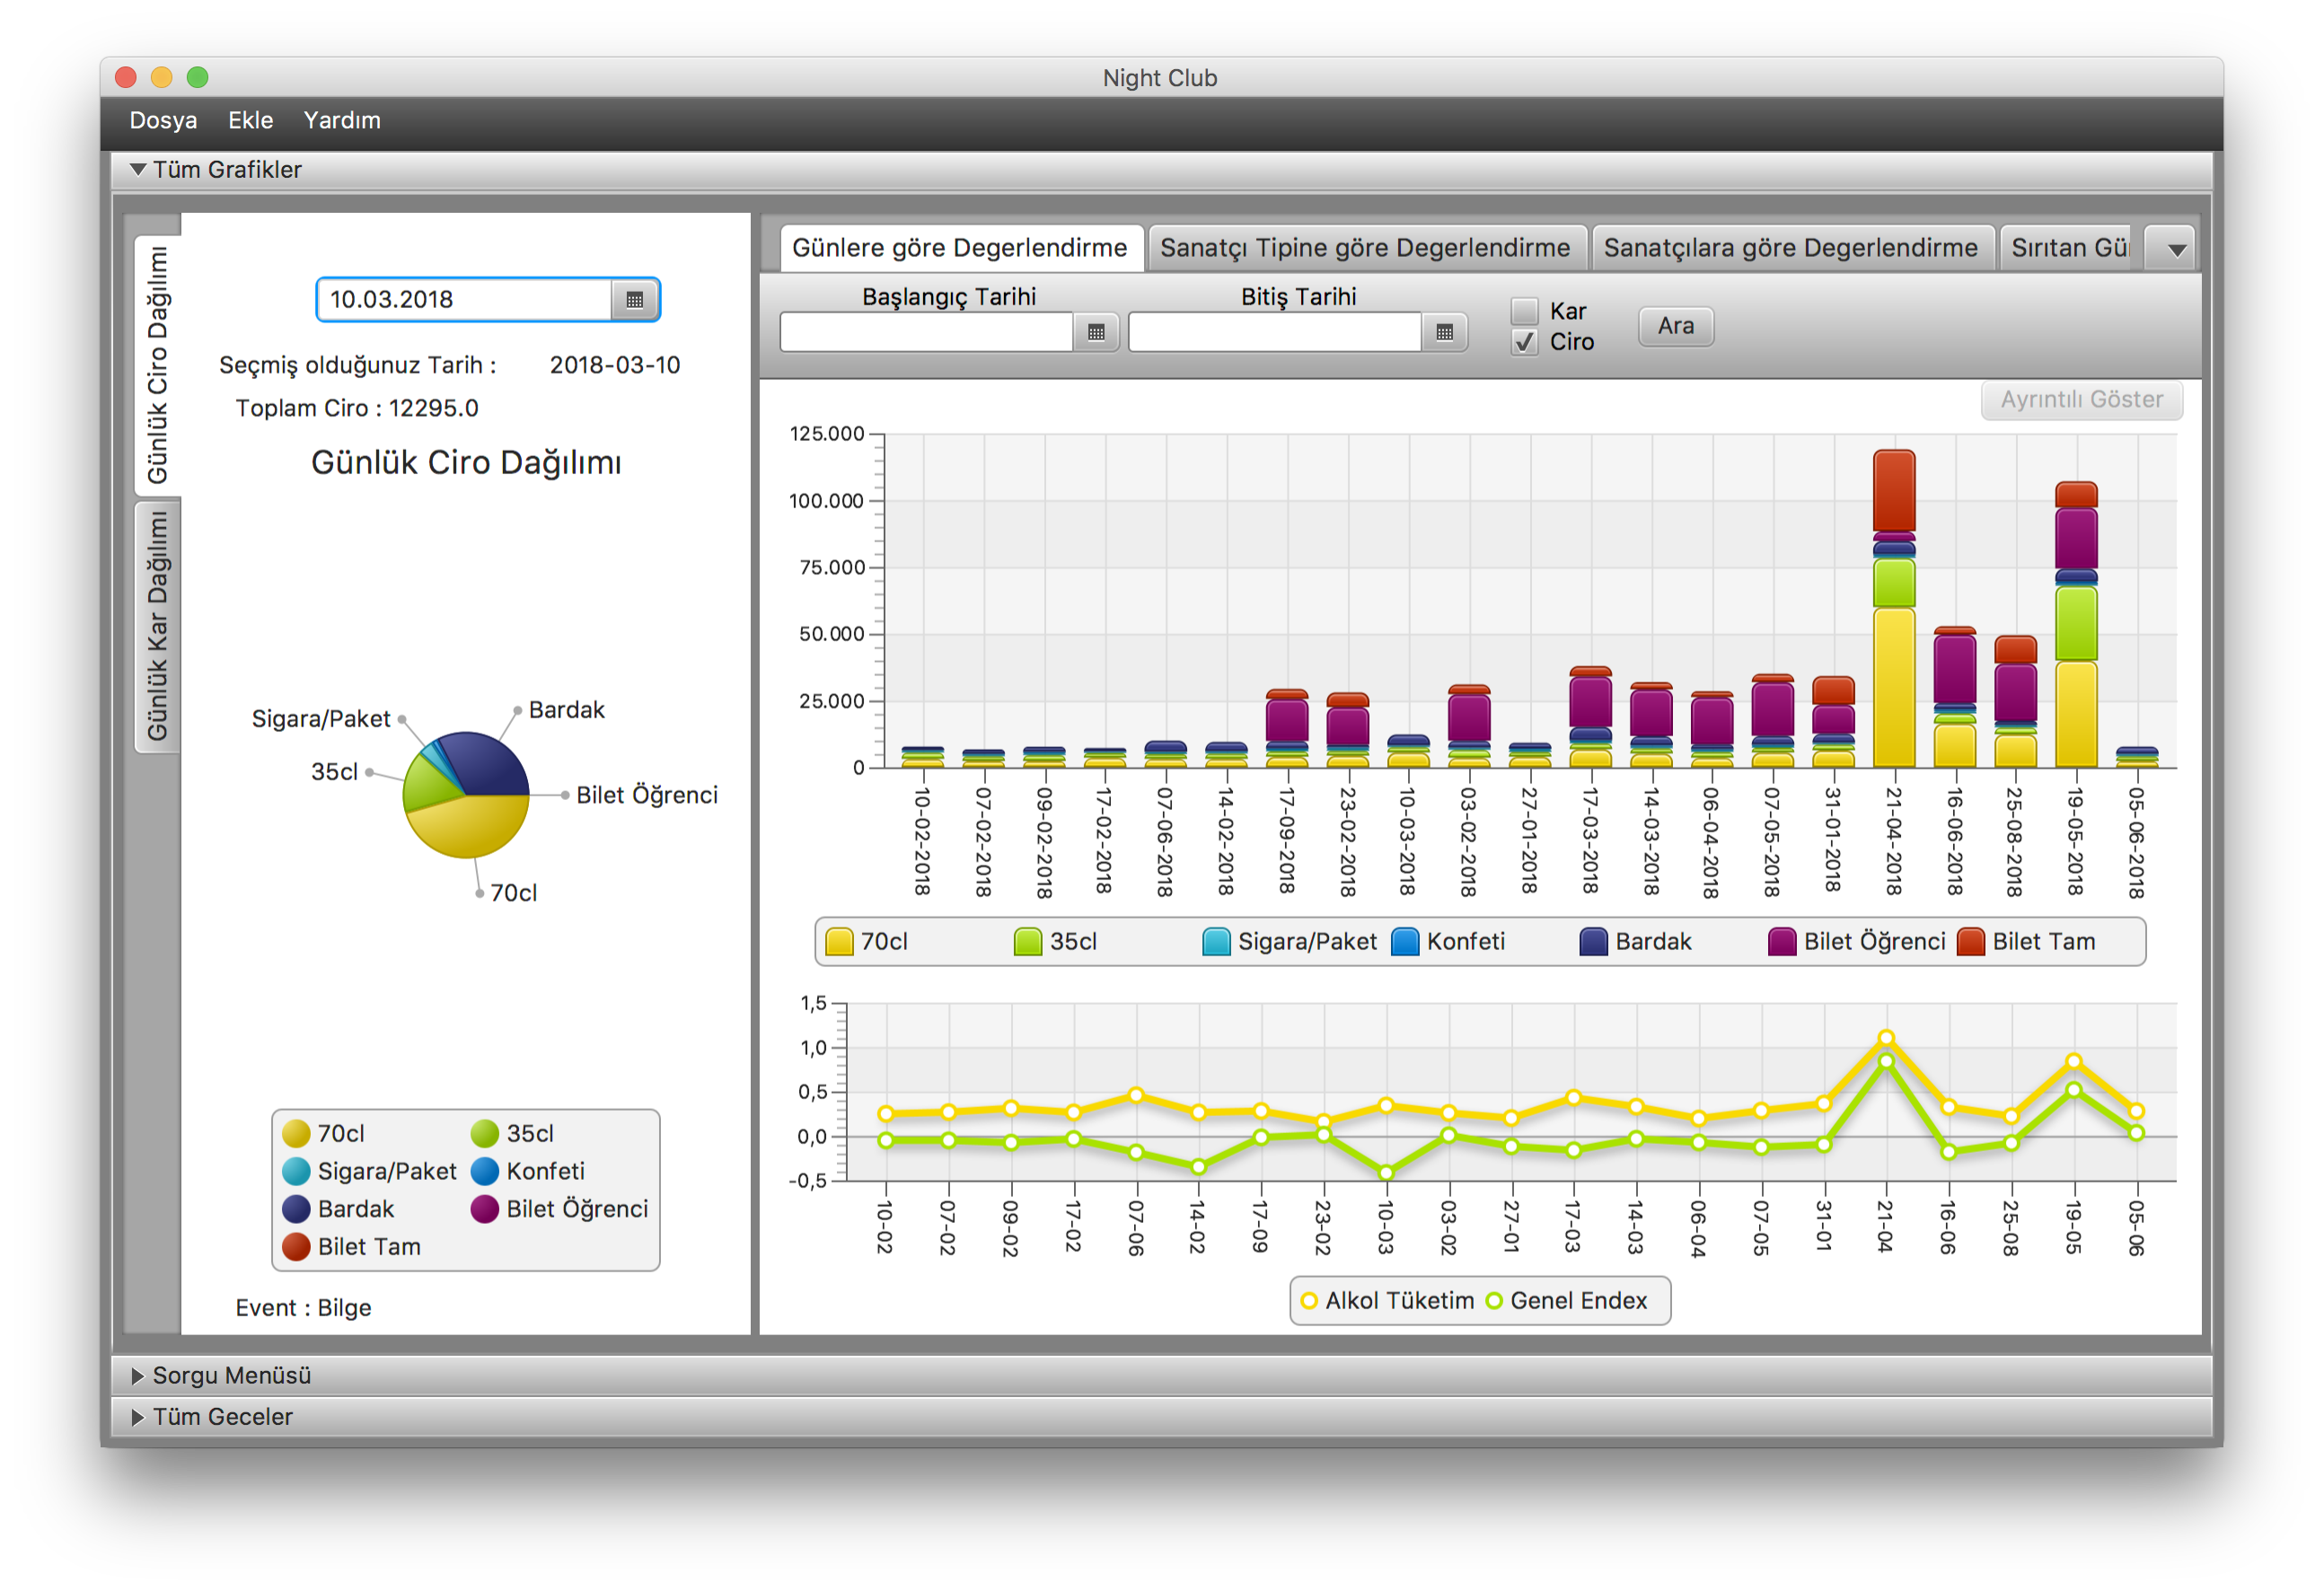 Night Club
Dosya Ekle Yardım
Tüm Grafikler
Günlük Ciro Dağılımı
Günlük Kar Dağılımı
10.03.2018
Seçmiş olduğunuz Tarih : 2018-03-10
Toplam Ciro : 12295.0
Günlük Ciro Dağılımı
Sigara/Paket
Bardak
35cl
Bilet Öğrenci
70cl
70cl 35cl
Sigara/Paket Konfeti
Bardak Bilet Öğrenci
Bilet Tam
Event : Bilge
Günlere göre Degerlendirme Sanatçı Tipine göre Degerlendirme Sanatçılara göre Degerlendirme Sırıtan Gü
Başlangıç Tarihi Bitiş Tarihi
Kar
Ciro
Ara
Ayrıntılı Göster
125.000
100.000
75.000
50.000
25.000
0
10-02-2018 07-02-2018 09-02-2018 17-02-2018 07-06-2018 14-02-2018 17-09-2018 23-02-2018 10-03-2018 03-02-2018 27-01-2018 17-03-2018 14-03-2018 06-04-2018 07-05-2018 31-01-2018 21-04-2018 16-06-2018 25-08-2018 19-05-2018 05-06-2018
70cl 35cl Sigara/Paket Konfeti Bardak Bilet Öğrenci Bilet Tam
1,5
1,0
0,5
0,0
-0,5
10-02 07-02 09-02 17-02 07-06 14-02 17-09 23-02 10-03 03-02 27-01 17-03 14-03 06-04 07-05 31-01 21-04 16-06 25-08 19-05 05-06
Alkol Tüketim Genel Endex
Sorgu Menüsü
Tüm Geceler